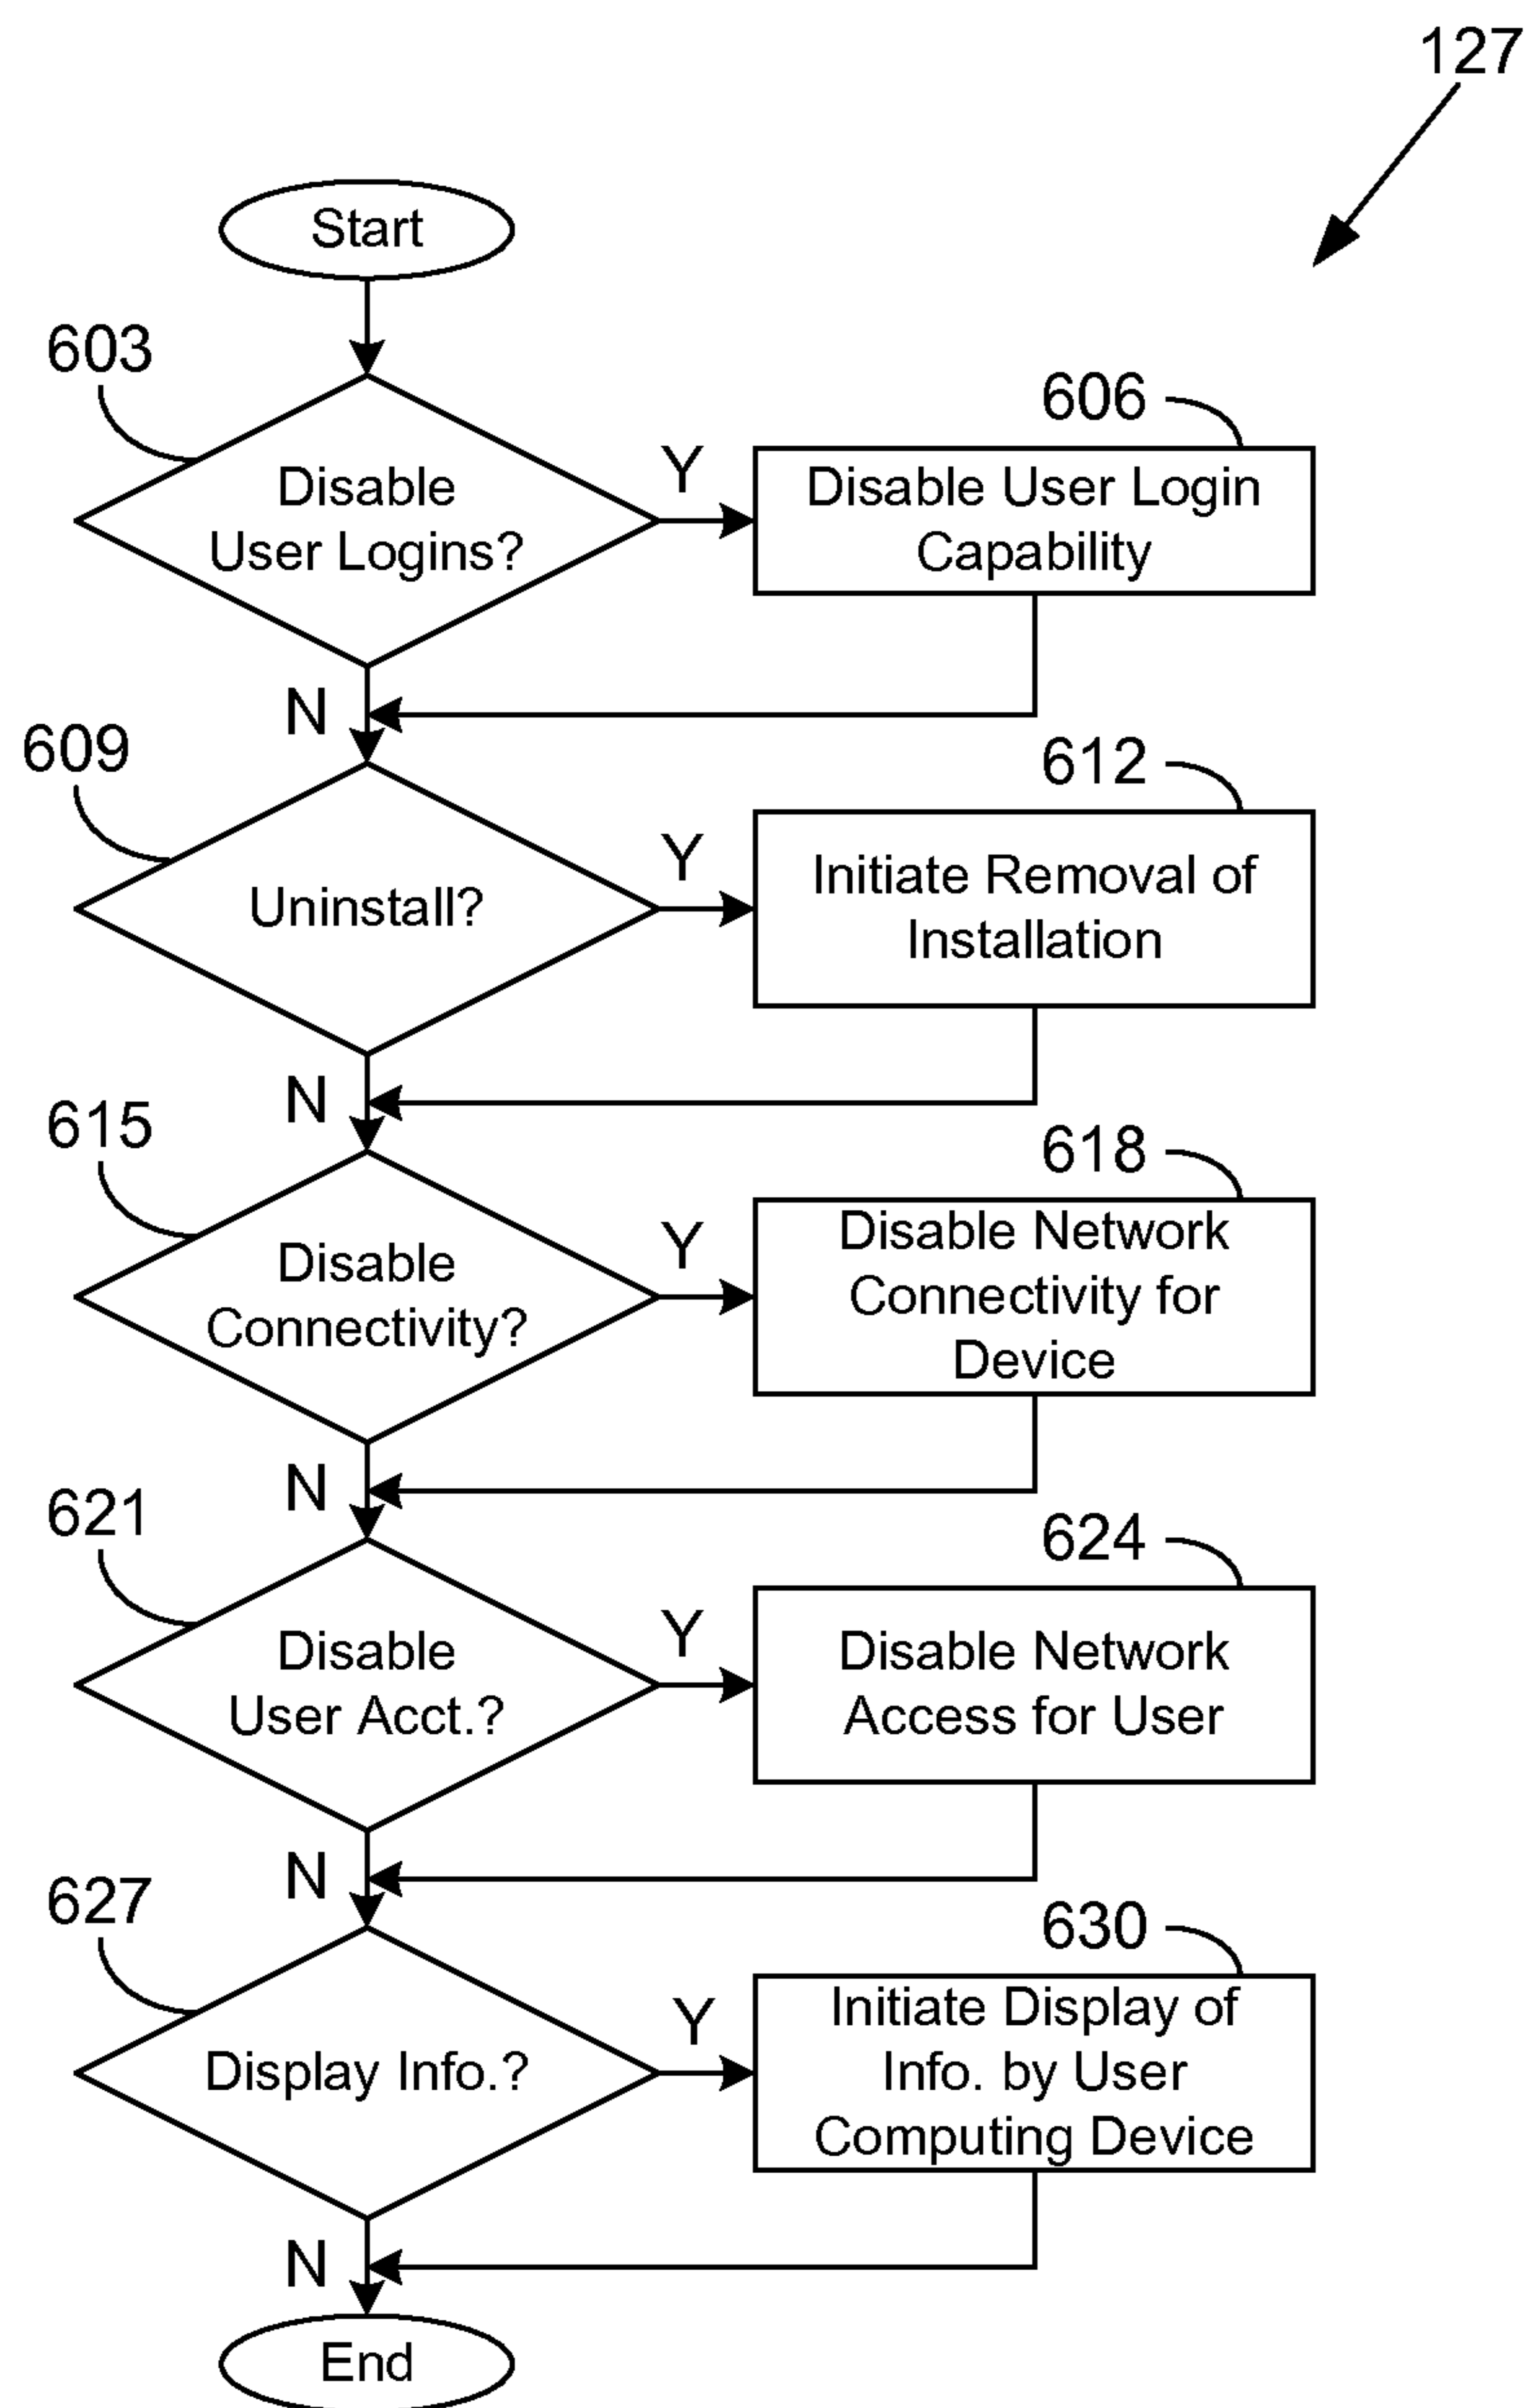 127
Start
603
Disable
User Logins?
Y
606
Disable User Login
Capability
N
609
Uninstall?
Y
612
Initiate Removal of
Installation
N
615
Disable
Connectivity?
Y
618
Disable Network
Connectivity for
Device
N
621
Disable
User Acct.?
Y
624
Disable Network
Access for User
N
627
Display Info.?
Y
630
Initiate Display of
Info. by User
Computing Device
N
End